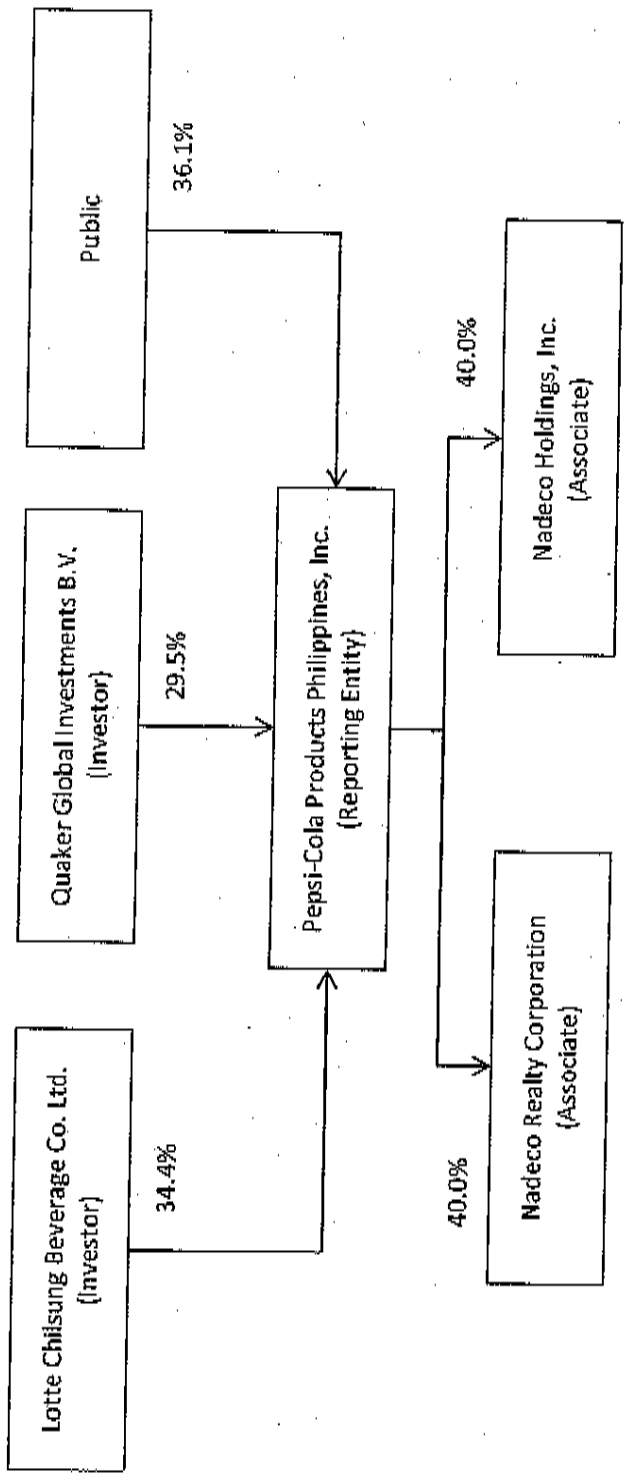 Lotte Chilsung Beverage Co. Ltd.
(Investor)
Quaker Global Investments B.V.
(Investor)
Public
34.4%
29.5%
36.1%
Pepsi-Cola Products Philippines, Inc.
(Reporting Entity)
40.0%
40.0%
Nadeco Realty Corporation
(Associate)
Nadeco Holdings, Inc.
(Associate)